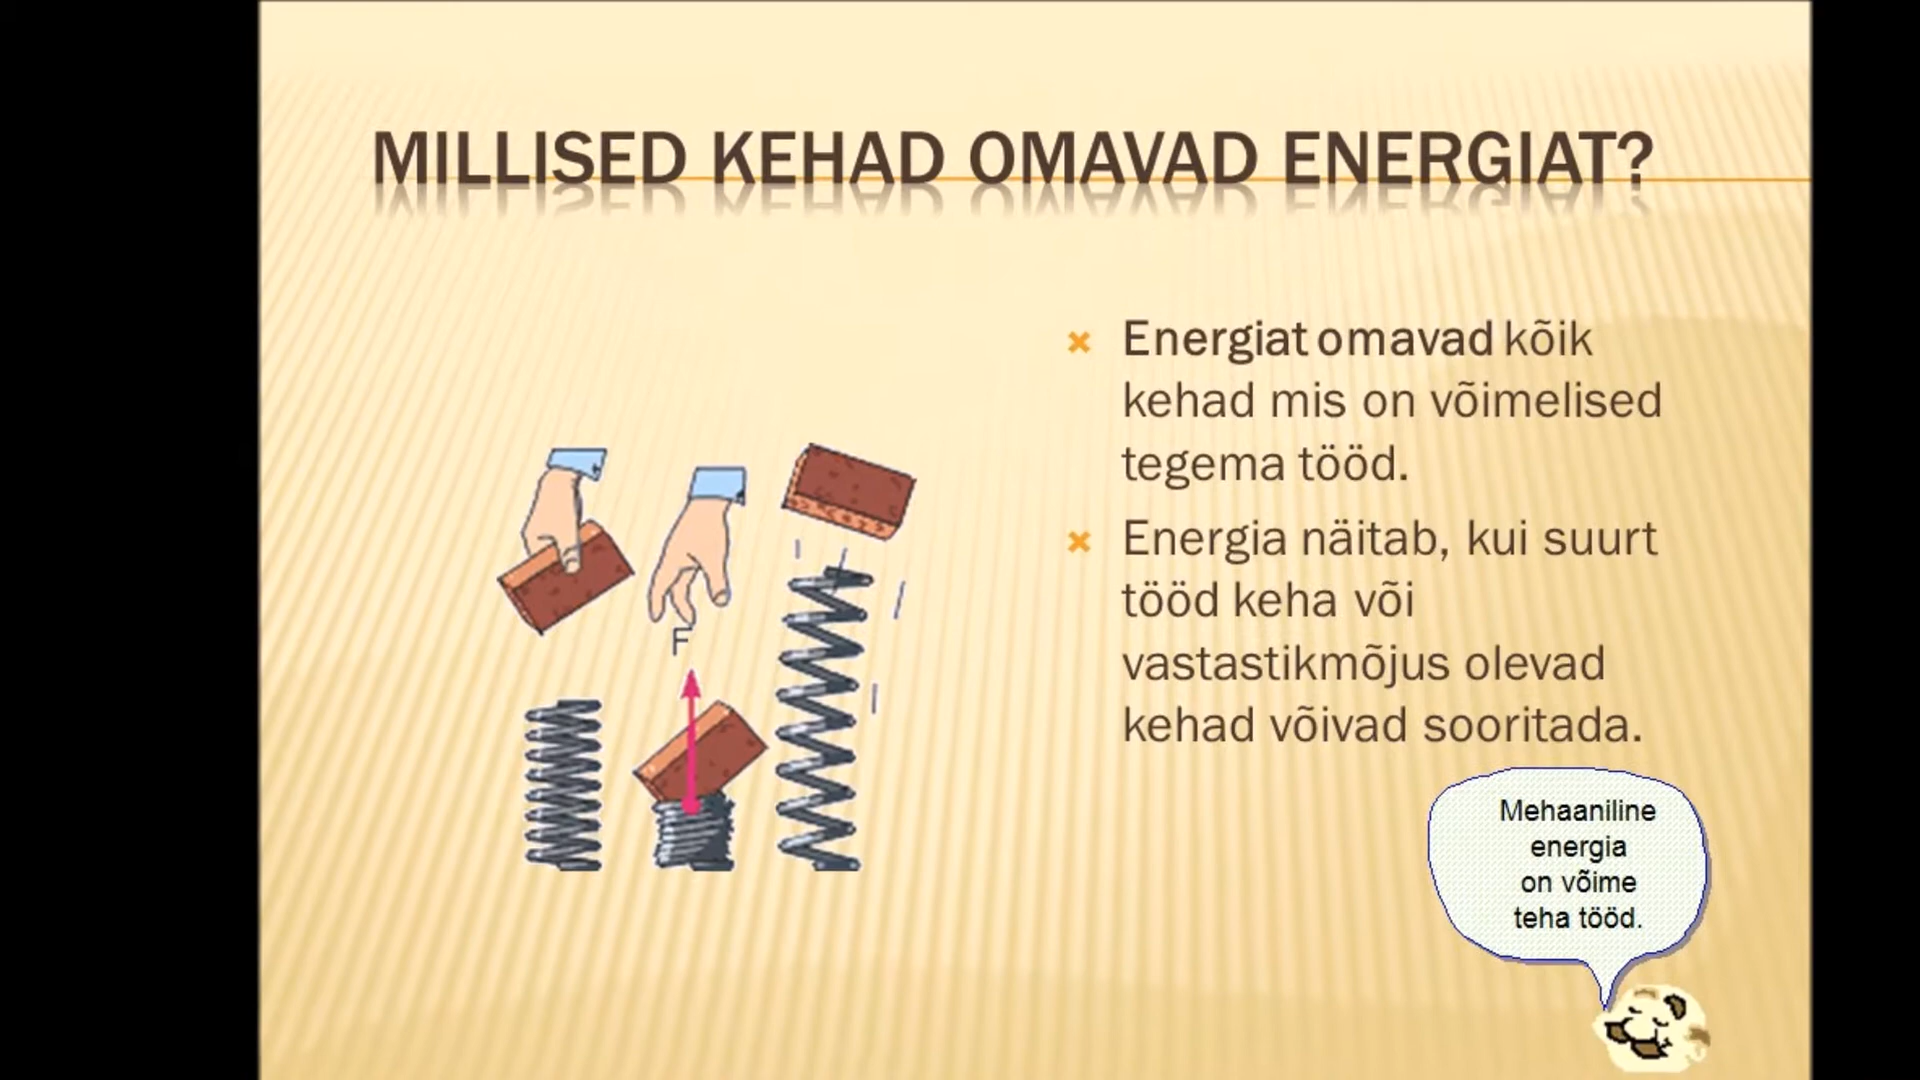 MILLISED KEHAD OMAVAD ENERGIAT?
Energiat omavad kõik
kehad mis on võimelised
tegema tööd.
Energia näitab, kui suurt
tööd keha või
vastastikmõjus olevad
kehad võivad sooritada.
F
Mehaaniline
energia
on võime
teha tööd.